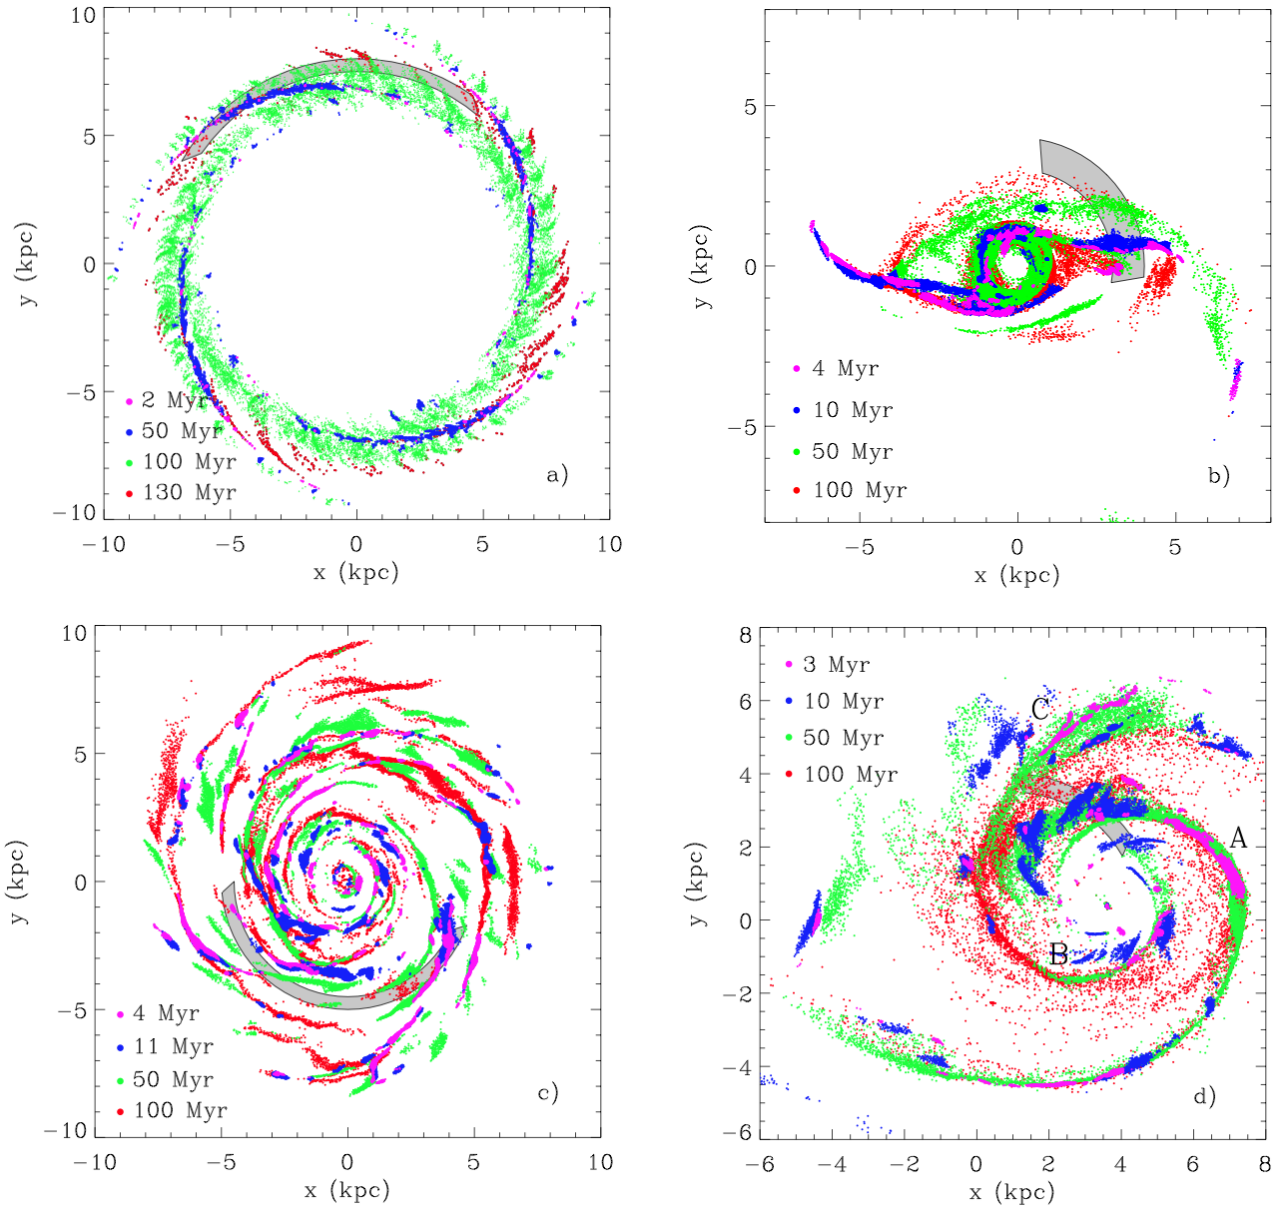 10
5
0
−5
−10
y (kpc)
2 Myr
50 Myr
100 Myr
130 Myr
a)
−10 −5 0 5 10
x (kpc)
5
0
−5
y (kpc)
4 Myr
10 Myr
50 Myr
100 Myr
b)
−5 0 5
x (kpc)
10
5
0
−5
−10
y (kpc)
4 Myr
11 Myr
50 Myr
100 Myr
c)
−10 −5 0 5 10
x (kpc)
8
6
4
2
0
−2
−4
−6
y (kpc)
3 Myr
10 Myr
50 Myr
100 Myr
C
A
B
d)
−6 −4 −2 0 2 4 6 8
x (kpc)